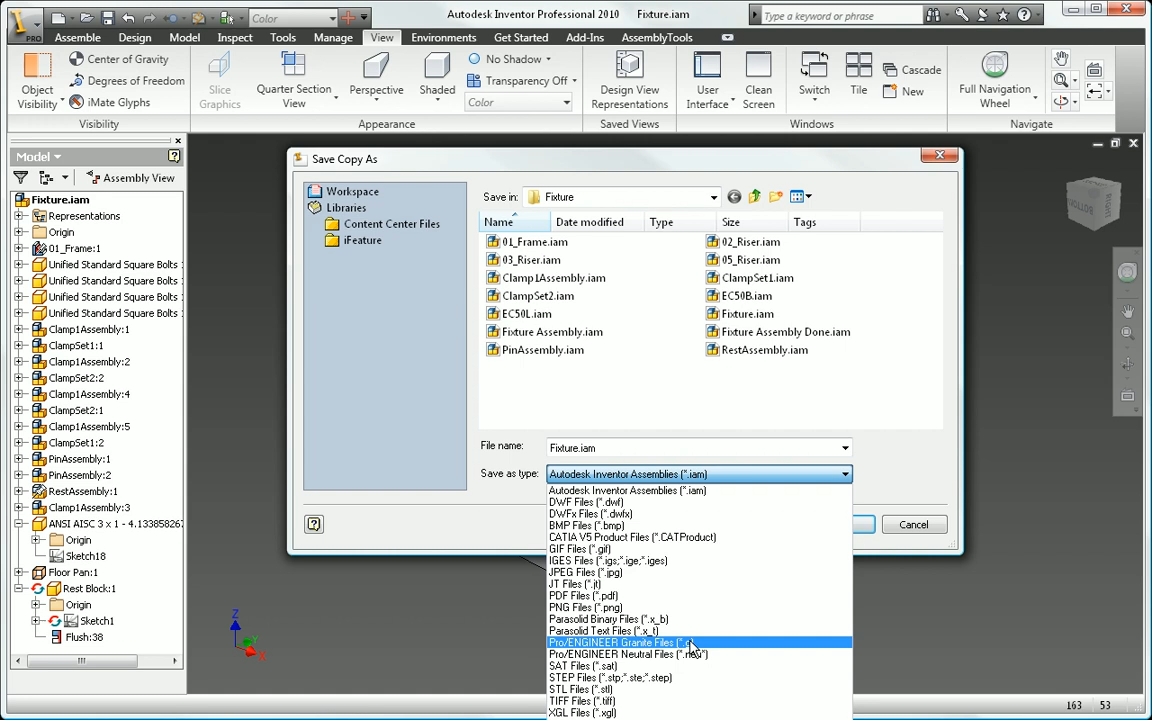 Color
Autodesk Inventor Professional 2010 Fixture.iam
Type a keyword or phrase
PRO
Assemble Design Model Inspect Tools Manage View Environments Get Started Add-Ins AssemblyTools
Object Visibility
Center of Gravity
Degrees of Freedom
iMate Glyphs
Slice Graphics
Quarter Section View
Perspective
Shaded
No Shadow
Transparency Off
Color
Design View Representations
User Interface
Clean Screen
Switch
Tile
Cascade
New
Full Navigation Wheel
Visibility Appearance Saved Views Windows Navigate
Model
Assembly View
Fixture.iam
Representations
Origin
01_Frame:1
Unified Standard Square Bolts
Unified Standard Square Bolts
Unified Standard Square Bolts
Unified Standard Square Bolts
Clamp1Assembly:1
ClampSet1:1
Clamp1Assembly:2
ClampSet2:2
Clamp1Assembly:4
ClampSet2:1
Clamp1Assembly:5
ClampSet1:2
PinAssembly:1
PinAssembly:2
RestAssembly:1
Clamp1Assembly:3
ANSI AISC 3 x 1 - 4.133858267
Origin
Sketch18
Floor Pan:1
Rest Block:1
Origin
Sketch1
Flush:38
Z
Y
X
Save Copy As
Workspace
Libraries
Content Center Files
iFeature
Save in: Fixture
Name Date modified Type Size Tags
01_Frame.iam 02_Riser.iam
03_Riser.iam 05_Riser.iam
Clamp1Assembly.iam ClampSet1.iam
ClampSet2.iam EC50B.iam
EC50L.iam Fixture.iam
Fixture Assembly.iam Fixture Assembly Done.iam
PinAssembly.iam RestAssembly.iam
File name: Fixture.iam
Save as type: Autodesk Inventor Assemblies (*.iam)
Autodesk Inventor Assemblies (*.iam)
DWF Files (*.dwf)
DWFx Files (*.dwfx)
BMP Files (*.bmp)
CATIA V5 Product Files (*.CATProduct)
GIF Files (*.gif)
IGES Files (*.igs;*.ige;*.iges)
JPEG Files (*.jpg)
JT Files (*.jt)
PDF Files (*.pdf)
PNG Files (*.png)
Parasolid Binary Files (*.x_b)
Parasolid Text Files (*.x_t)
Pro/ENGINEER Granite Files
Pro/ENGINEER Neutral Files
SAT Files (*.sat)
STEP Files (*.stp;*.ste;*.step)
STL Files (*.stl)
TIFF Files (*.tiff)
XGL Files (*.xgl)
Cancel
RIGHT
BOTTOM
163 53